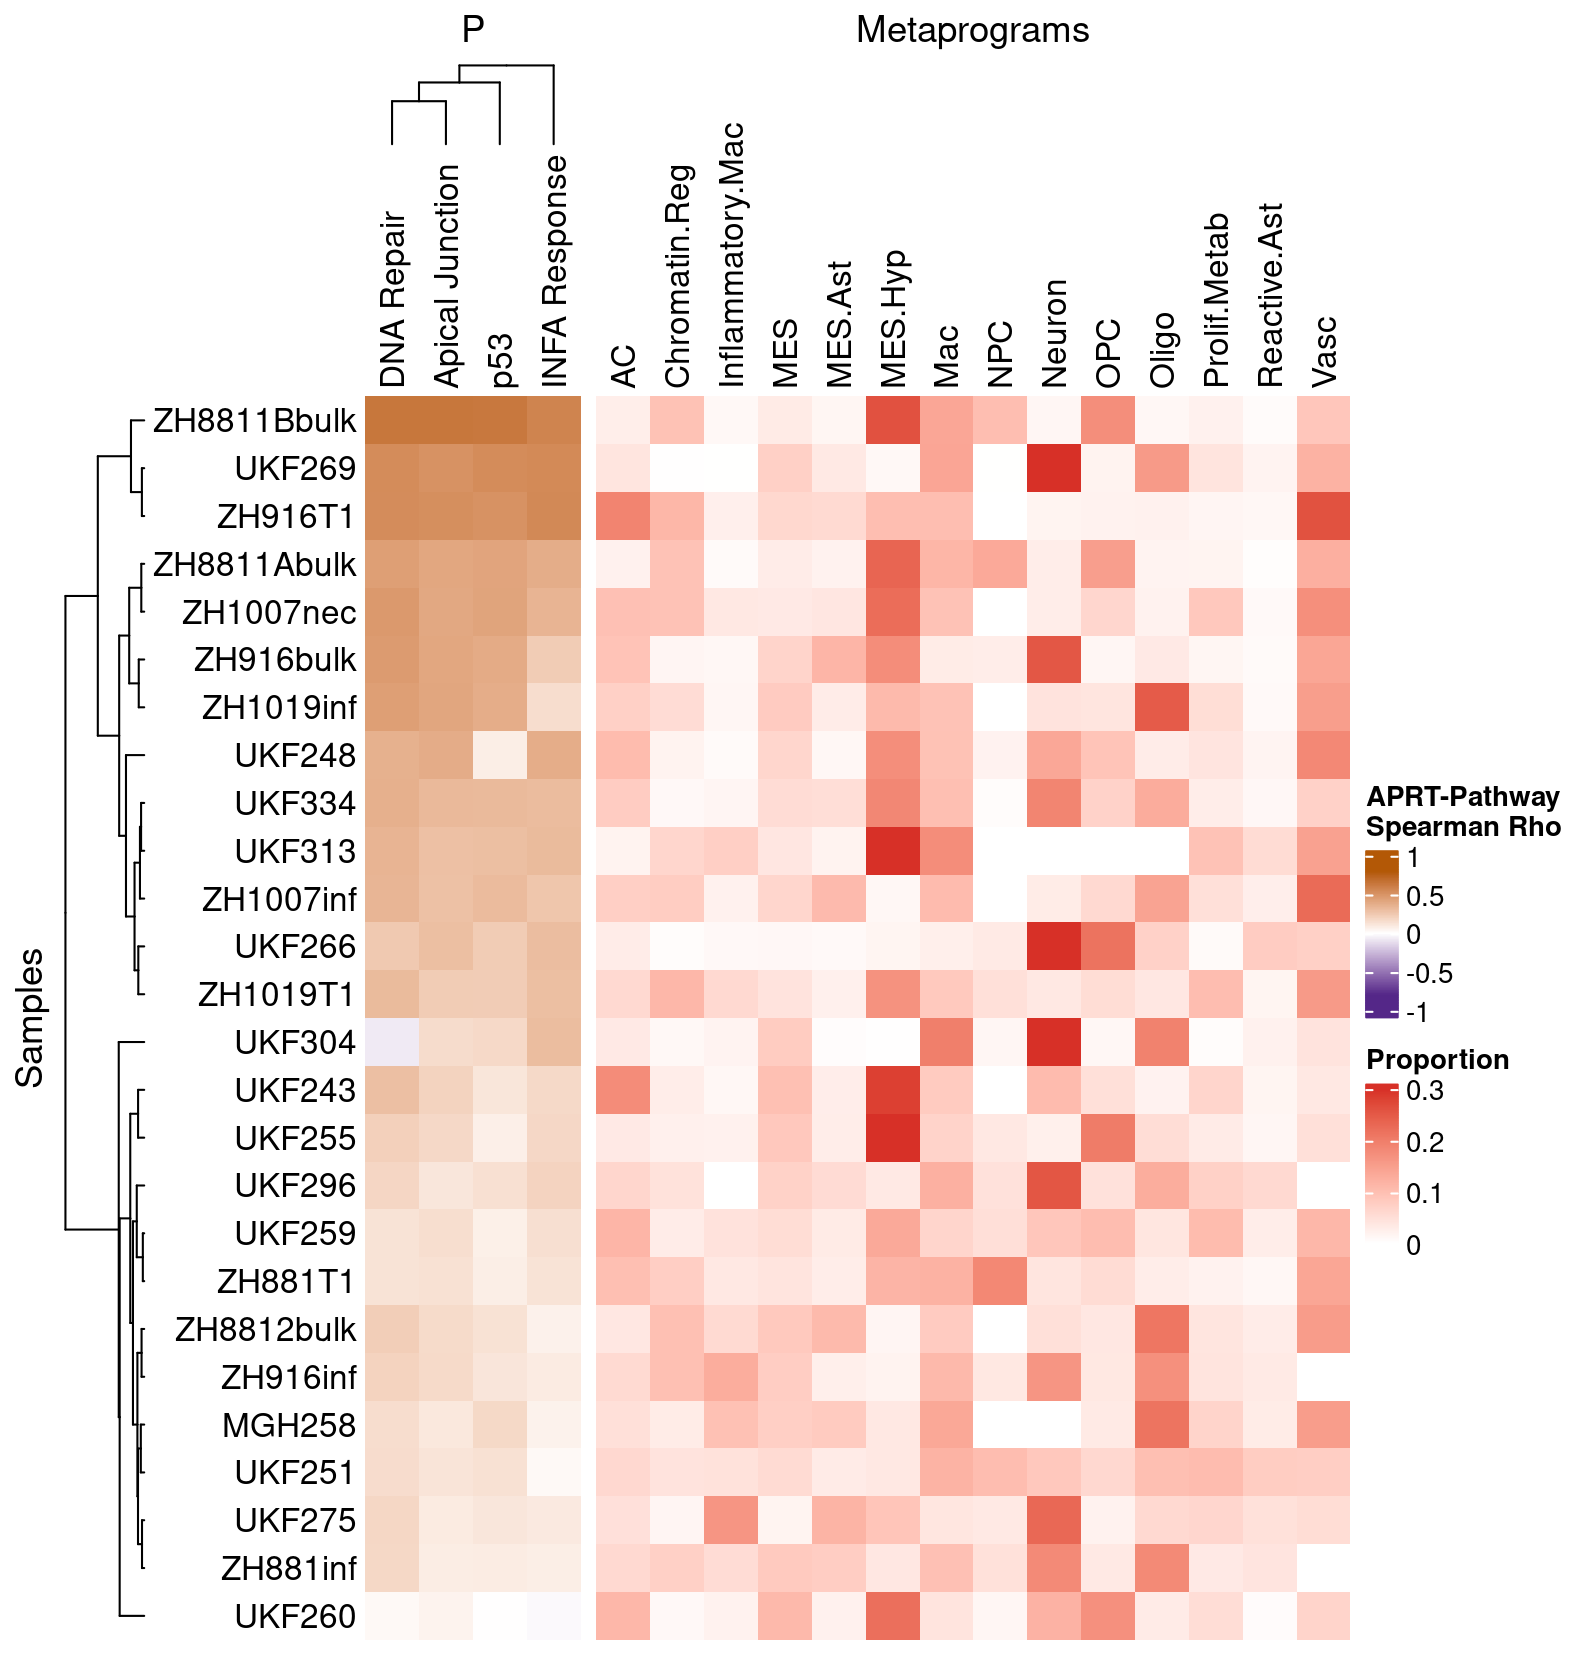 P
Metaprograms
DNA Repair
Apical Junction
p53
INFA Response
AC
Chromatin.Reg
Inflammatory.Mac
MES
MES.Ast
MES.Hyp
Mac
NPC
Neuron
OPC
Oligo
Prolif.Metab
Reactive.Ast
Vasc
Samples
ZH8811Bbulk
UKF269
ZH916T1
ZH8811Abulk
ZH1007nec
ZH916bulk
ZH1019inf
UKF248
UKF334
UKF313
ZH1007inf
UKF266
ZH1019T1
UKF304
UKF243
UKF255
UKF296
UKF259
ZH881T1
ZH8812bulk
ZH916inf
MGH258
UKF251
UKF275
ZH881inf
UKF260
APRT-Pathway
Spearman Rho
1
0.5
0
-0.5
-1
Proportion
0.3
0.2
0.1
0